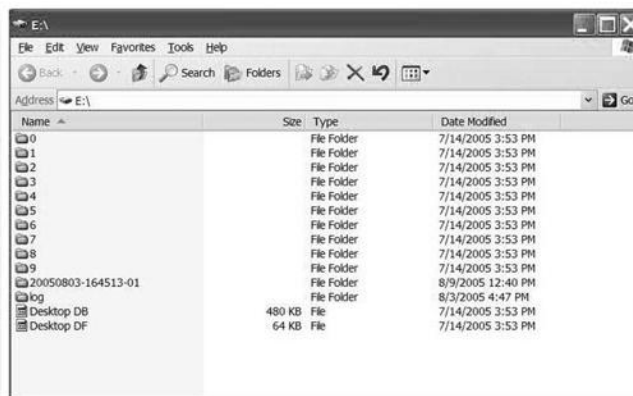 E:\
File Edit View Favorites Tools Help
Back Search Folders
Address E:\ Go
Name Size Type Date Modified
0 File Folder 7/14/2005 3:53 PM
1 File Folder 7/14/2005 3:53 PM
2 File Folder 7/14/2005 3:53 PM
3 File Folder 7/14/2005 3:53 PM
4 File Folder 7/14/2005 3:53 PM
5 File Folder 7/14/2005 3:53 PM
6 File Folder 7/14/2005 3:53 PM
7 File Folder 7/14/2005 3:53 PM
8 File Folder 7/14/2005 3:53 PM
9 File Folder 7/14/2005 3:53 PM
20050803-164513-01 File Folder 8/9/2005 12:40 PM
log File Folder 8/3/2005 4:47 PM
Desktop DB 480 KB File 7/14/2005 3:53 PM
Desktop DF 64 KB File 7/14/2005 3:53 PM